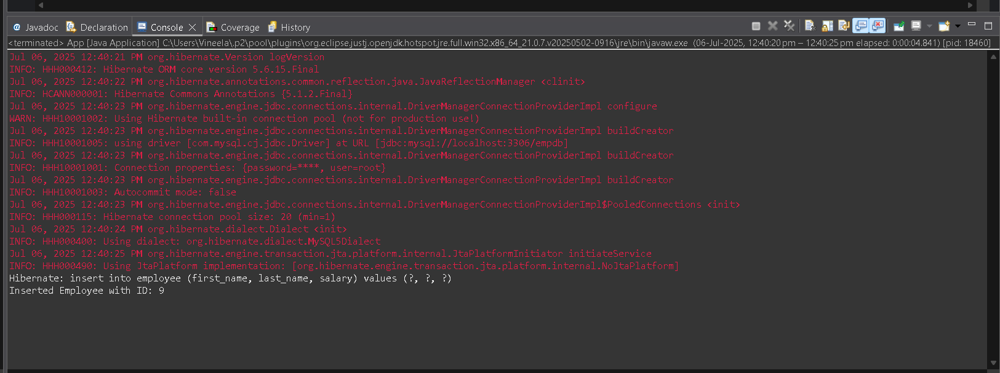 Javadoc Declaration Console Coverage History
<terminated> App [Java Application] C:\Users\Vineela\.p2\pool\plugins\org.eclipse.justj.openjdk.hotspot.jre.full.win32.x86_64_21.0.7.v20250502-0916\jre\bin\javaw.exe (06-Jul-2025, 12:40:20 pm – 12:40:25 pm elapsed: 0:00:04.841) [pid: 18460]
Jul 06, 2025 12:40:21 PM org.hibernate.Version logVersion
INFO: HHH000412: Hibernate ORM core version 5.6.15.Final
Jul 06, 2025 12:40:22 PM org.hibernate.annotations.common.reflection.java.JavaReflectionManager <clinit>
INFO: HCANN000001: Hibernate Commons Annotations {5.1.2.Final}
Jul 06, 2025 12:40:23 PM org.hibernate.engine.jdbc.connections.internal.DriverManagerConnectionProviderImpl configure
WARN: HHH10001002: Using Hibernate built-in connection pool (not for production use!)
Jul 06, 2025 12:40:23 PM org.hibernate.engine.jdbc.connections.internal.DriverManagerConnectionProviderImpl buildCreator
INFO: HHH10001005: using driver [com.mysql.cj.jdbc.Driver] at URL [jdbc:mysql://localhost:3306/empdb]
Jul 06, 2025 12:40:23 PM org.hibernate.engine.jdbc.connections.internal.DriverManagerConnectionProviderImpl buildCreator
INFO: HHH10001001: Connection properties: {password=****, user=root}
Jul 06, 2025 12:40:23 PM org.hibernate.engine.jdbc.connections.internal.DriverManagerConnectionProviderImpl buildCreator
INFO: HHH10001003: Autocommit mode: false
Jul 06, 2025 12:40:23 PM org.hibernate.engine.jdbc.connections.internal.DriverManagerConnectionProviderImpl$PooledConnections <init>
INFO: HHH000115: Hibernate connection pool size: 20 (min=1)
Jul 06, 2025 12:40:24 PM org.hibernate.dialect.Dialect <init>
INFO: HHH000400: Using dialect: org.hibernate.dialect.MySQL5Dialect
Jul 06, 2025 12:40:25 PM org.hibernate.engine.transaction.jta.platform.internal.JtaPlatformInitiator initiateService
INFO: HHH000490: Using JtaPlatform implementation: [org.hibernate.engine.transaction.jta.platform.internal.NoJtaPlatform]
Hibernate: insert into employee (first_name, last_name, salary) values (?, ?, ?)
Inserted Employee with ID: 9